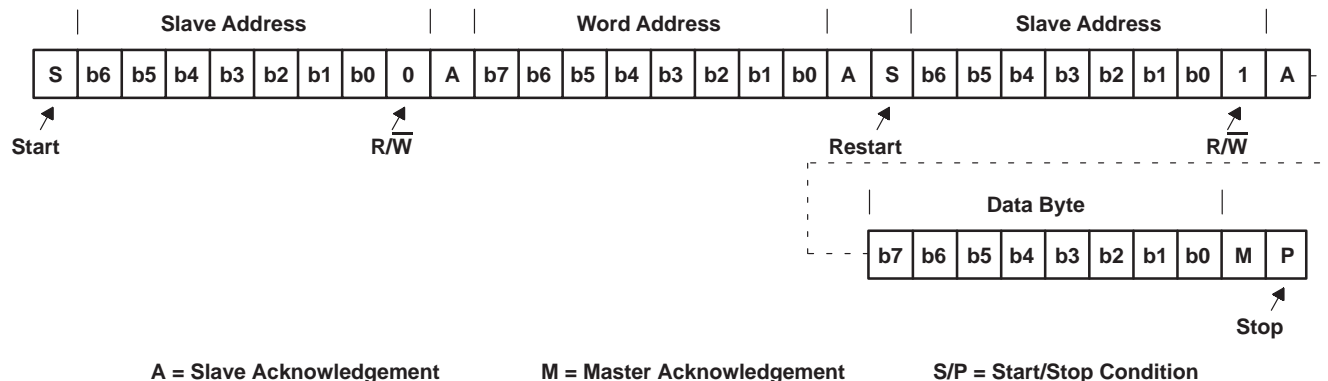 Slave Address Word Address Slave Address
S b6 b5 b4 b3 b2 b1 b0 0 A b7 b6 b5 b4 b3 b2 b1 b0 A S b6 b5 b4 b3 b2 b1 b0 1 A
Start R/W̅ Restart R/W̅
Data Byte
b7 b6 b5 b4 b3 b2 b1 b0 M P
Stop
A = Slave Acknowledgement M = Master Acknowledgement S/P = Start/Stop Condition